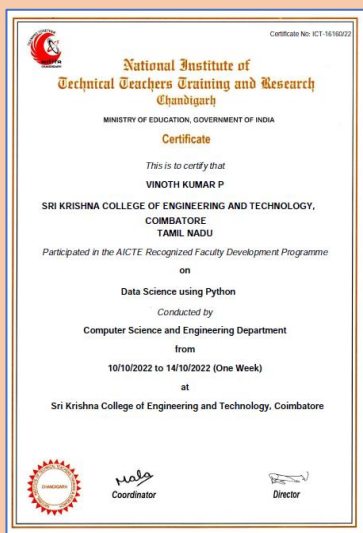 Certificate No: ICT-16160/22
National Institute of
Technical Teachers Training and Research
Chandigarh
MINISTRY OF EDUCATION, GOVERNMENT OF INDIA
Certificate
This is to certify that
VINOTH KUMAR P
SRI KRISHNA COLLEGE OF ENGINEERING AND TECHNOLOGY,
COIMBATORE
TAMIL NADU
Participated in the AICTE Recognized Faculty Development Programme
on
Data Science using Python
Conducted by
Computer Science and Engineering Department
from
10/10/2022 to 14/10/2022 (One Week)
at
Sri Krishna College of Engineering and Technology, Coimbatore
CHANDIGARH
Mala
Coordinator
Director